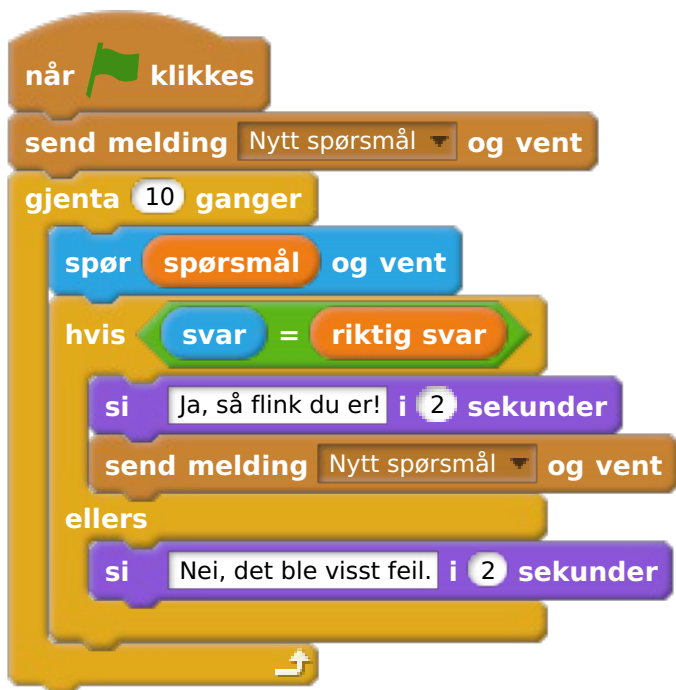 når klikkes
send melding Nytt spørsmål og vent
gjenta 10 ganger
spør spørsmål og vent
hvis svar = riktig svar
si Ja, så flink du er! i 2 sekunder
send melding Nytt spørsmål og vent
ellers
si Nei, det ble visst feil. i 2 sekunder